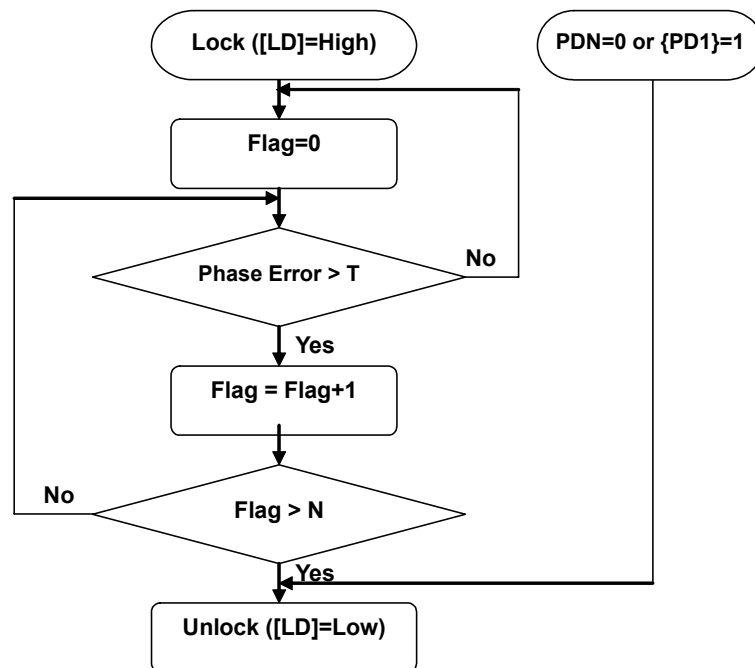 Lock ([LD]=High)
PDN=0 or {PD1}=1
Flag=0
Phase Error > T
No
Yes
Flag = Flag+1
No
Flag > N
Yes
Unlock ([LD]=Low)